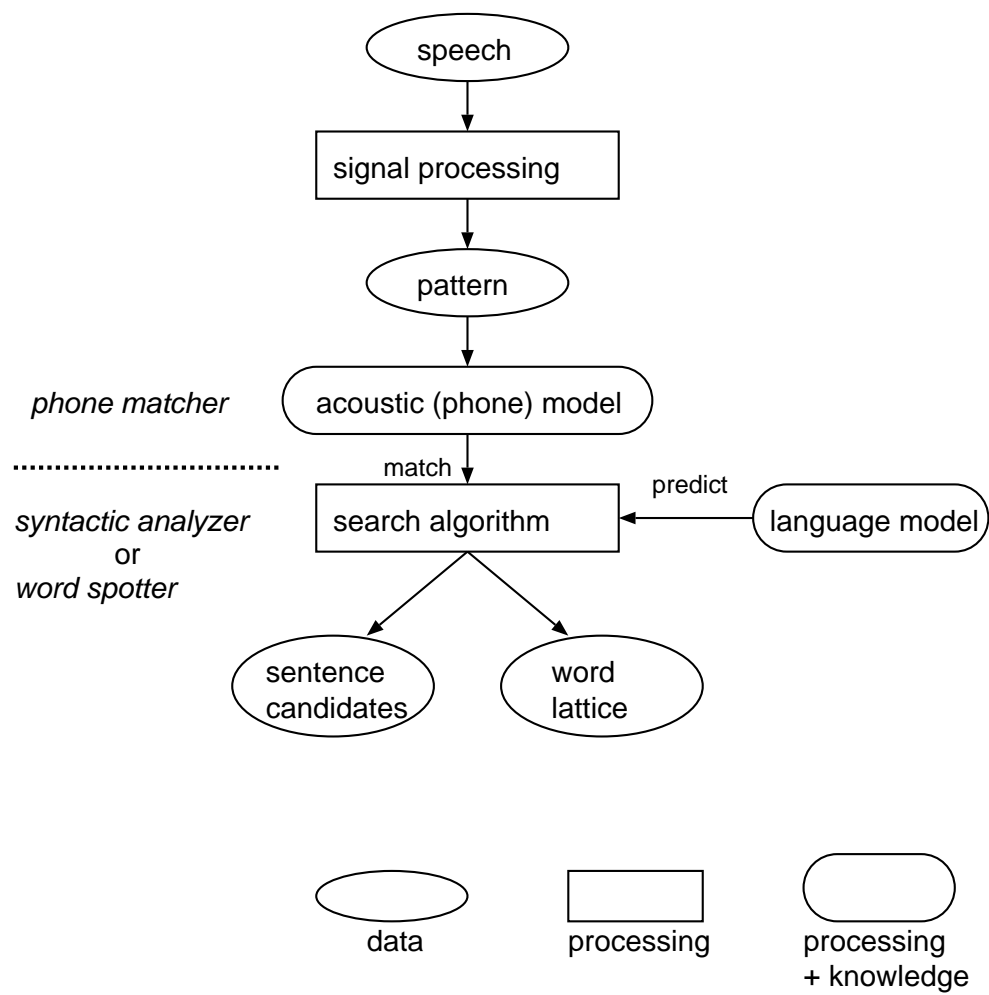 speech
signal processing
pattern
phone matcher
acoustic (phone) model
match
predict
syntactic analyzer
or
word spotter
search algorithm
language model
sentence
candidates
word
lattice
data
processing
processing
+ knowledge